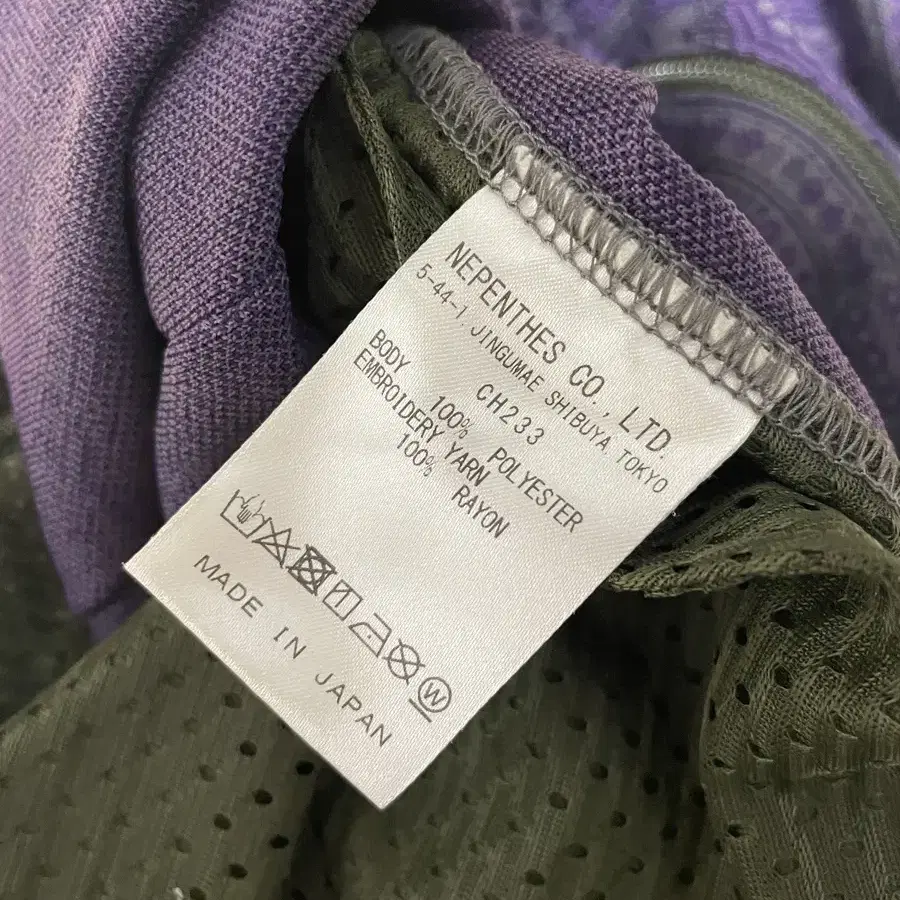 NEPENTHES CO., LTD.
5-44-1, JINGUMAE SHIBUYA, TOKYO
CH233
BODY 100% POLYESTER
EMBROIDERY YARN
100% RAYON
W
MADE IN JAPAN